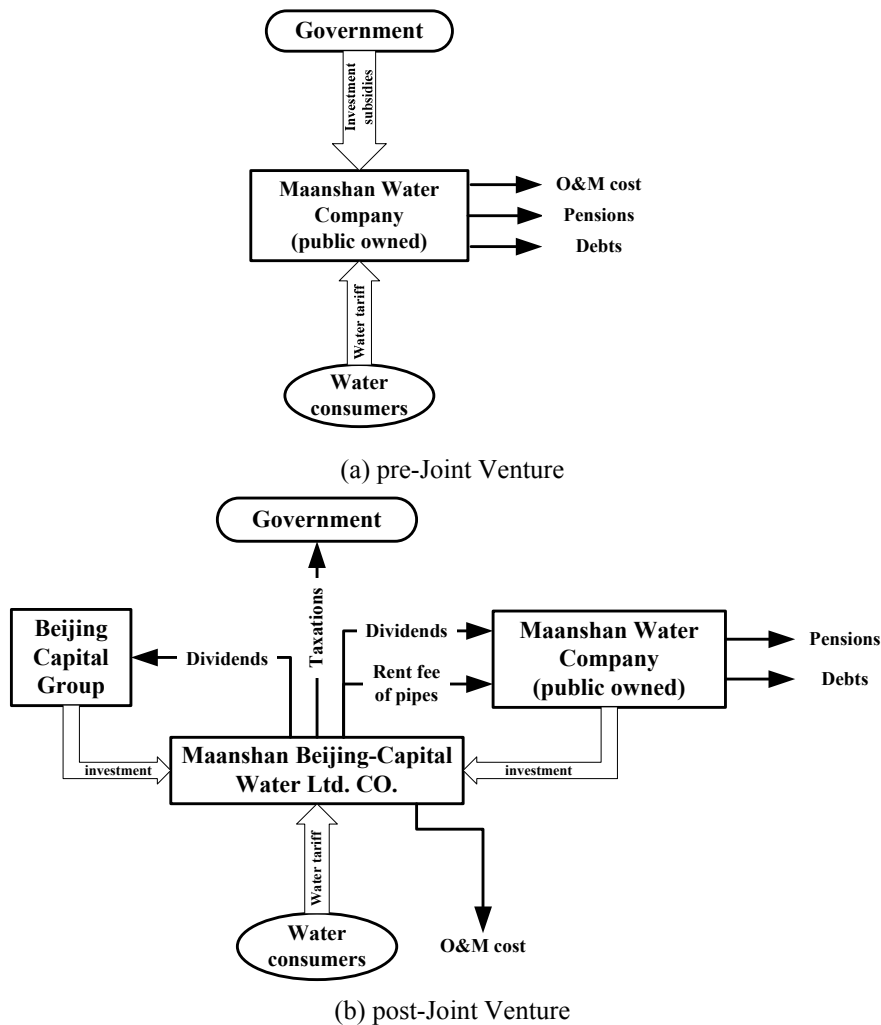 Government
Investment
subsidies
Maanshan Water
Company
(public owned)
O&M cost
Pensions
Debts
Water tariff
Water
consumers
(a) pre-Joint Venture
Government
Taxations
Beijing
Capital
Group
Dividends
Dividends
Rent fee
of pipes
Maanshan Water
Company
(public owned)
Pensions
Debts
investment
Maanshan Beijing-Capital
Water Ltd. CO.
investment
Water tariff
Water
consumers
O&M cost
(b) post-Joint Venture